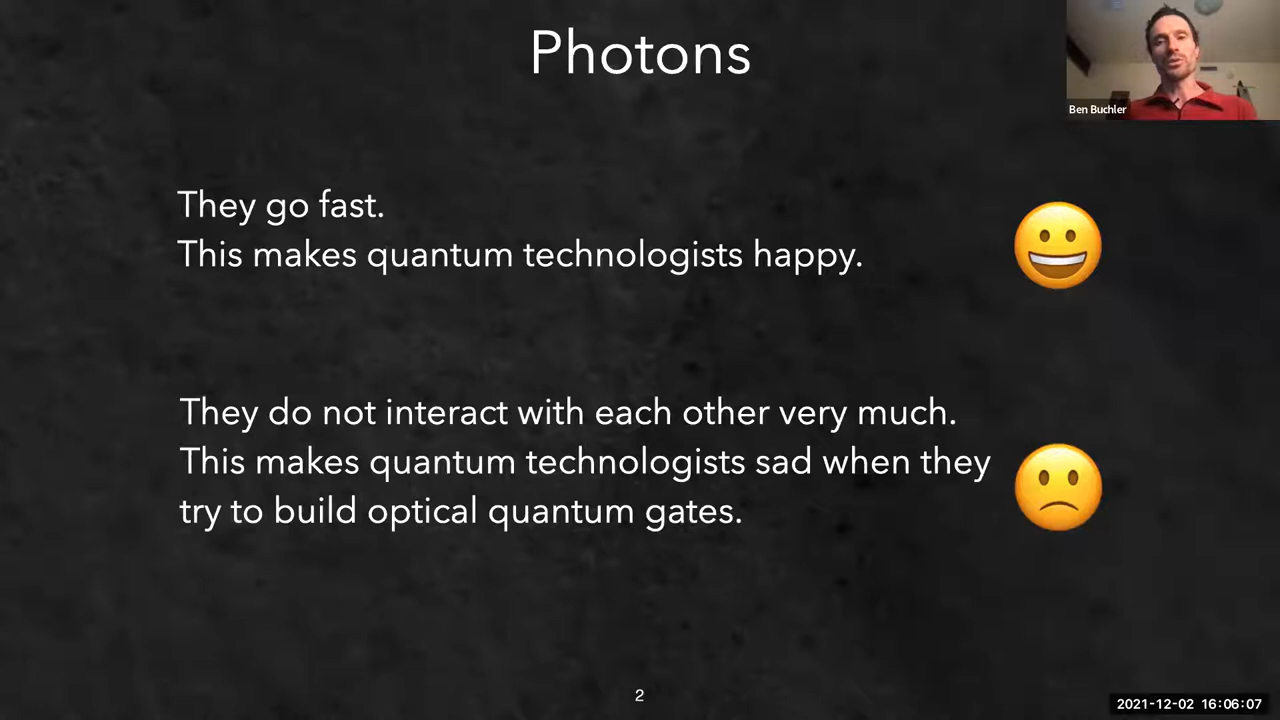 Photons
Ben Buchler
They go fast.
This makes quantum technologists happy.
They do not interact with each other very much.
This makes quantum technologists sad when they
try to build optical quantum gates.
2
2021-12-02 16:06:07